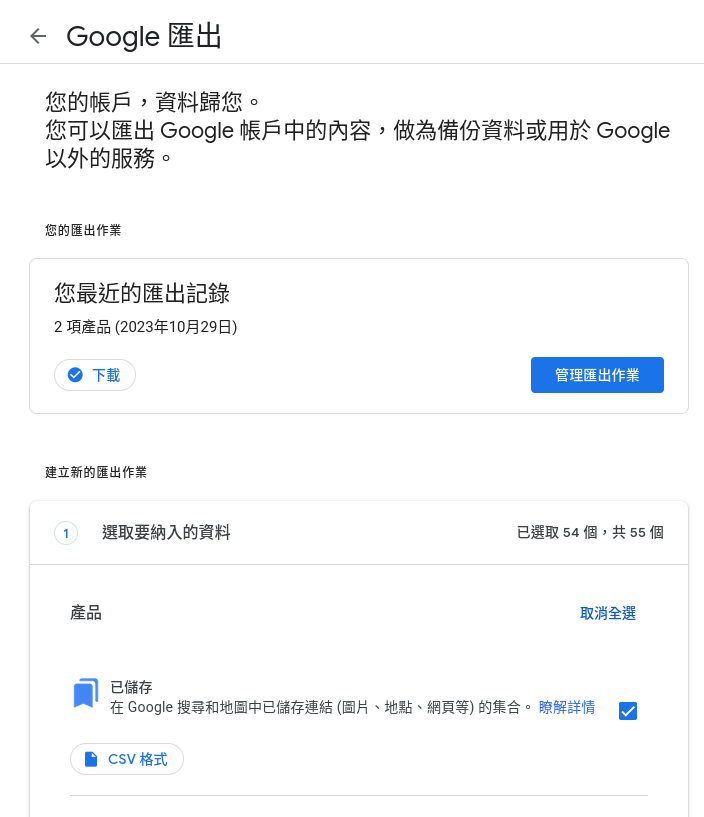 Google 匯出
您的帳戶，資料歸您。
您可以匯出 Google 帳戶中的內容，做為備份資料或用於 Google
以外的服務。
您的匯出作業
您最近的匯出記錄
2 項產品 (2023年10月29日)
下載
管理匯出作業
建立新的匯出作業
1 選取要納入的資料 已選取 54 個，共 55 個
產品 取消全選
已儲存
在 Google 搜尋和地圖中已儲存連結 (圖片、地點、網頁等) 的集合。 瞭解詳情
CSV 格式